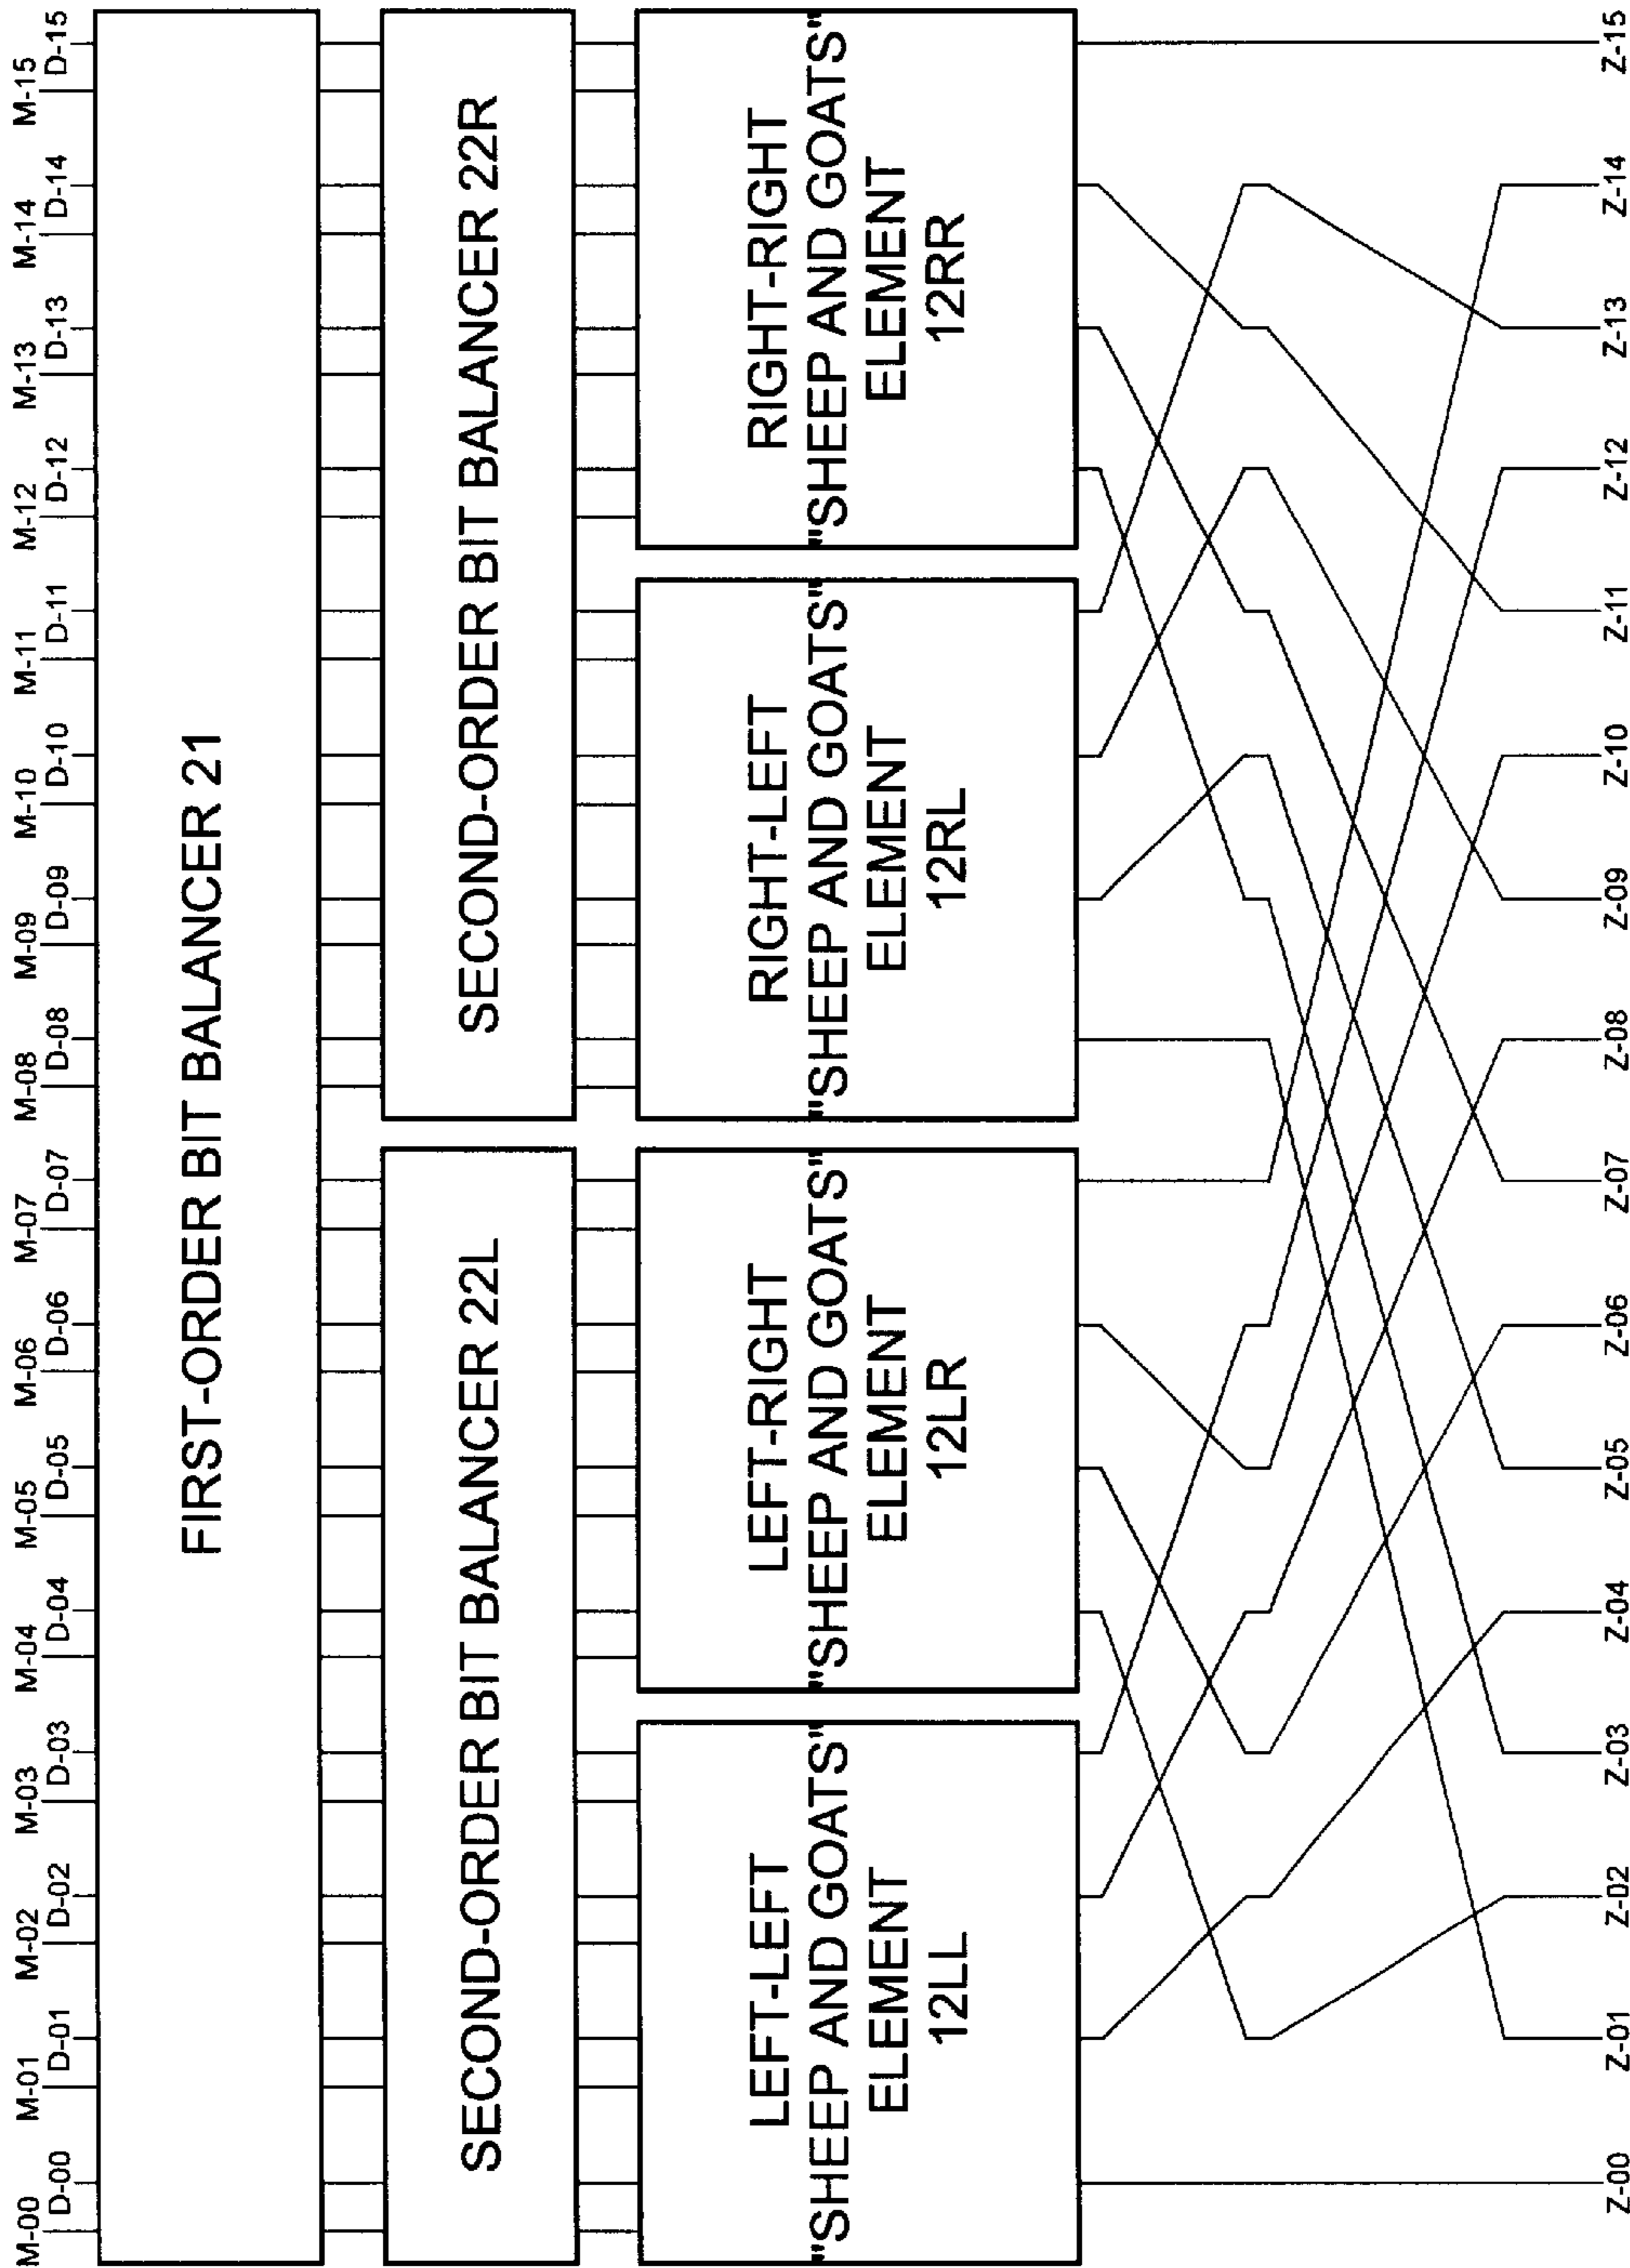 M-00 M-01 M-02 M-03 M-04 M-05 M-06 M-07 M-08 M-09 M-10 M-11 M-12 M-13 M-14 M-15
D-00 D-01 D-02 D-03 D-04 D-05 D-06 D-07 D-08 D-09 D-10 D-11 D-12 D-13 D-14 D-15
FIRST-ORDER BIT BALANCER 21
SECOND-ORDER BIT BALANCER 22L
SECOND-ORDER BIT BALANCER 22R
LEFT-LEFT
"SHEEP AND GOATS"
ELEMENT
12LL
LEFT-RIGHT
"SHEEP AND GOATS"
ELEMENT
12LR
RIGHT-LEFT
"SHEEP AND GOATS"
ELEMENT
12RL
RIGHT-RIGHT
"SHEEP AND GOATS"
ELEMENT
12RR
Z-00 Z-01 Z-02 Z-03 Z-04 Z-05 Z-06 Z-07 Z-08 Z-09 Z-10 Z-11 Z-12 Z-13 Z-14 Z-15